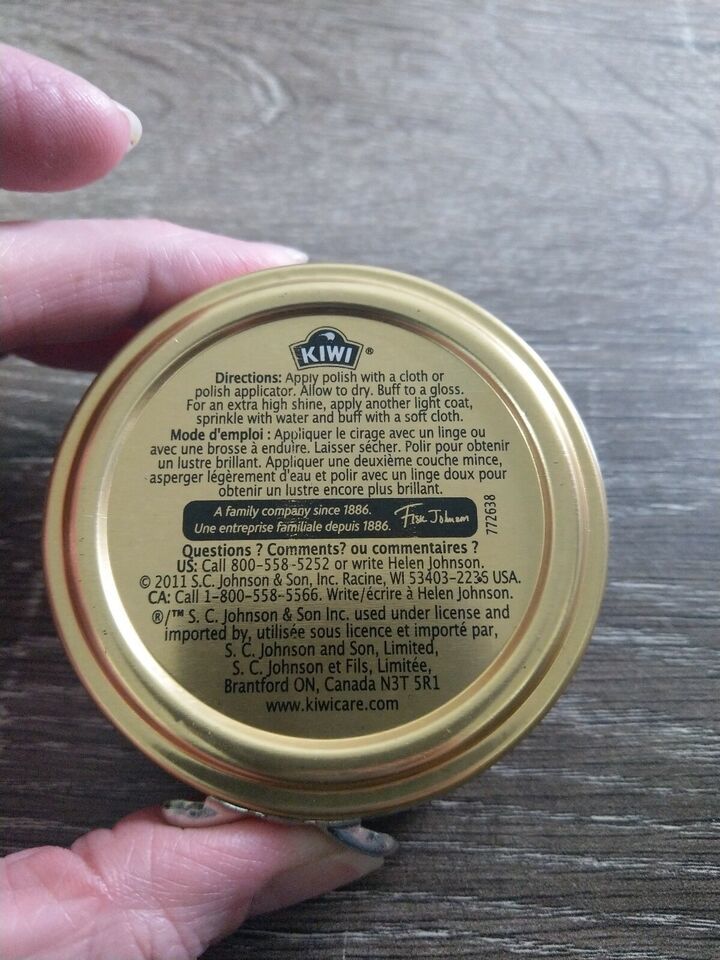 KIWI ®
Directions: Apply polish with a cloth or
polish applicator. Allow to dry. Buff to a gloss.
For an extra high shine, apply another light coat,
sprinkle with water and buff with a soft cloth.
Mode d'emploi : Appliquer le cirage avec un linge ou
avec une brosse à enduire. Laisser sécher. Polir pour obtenir
un lustre brillant. Appliquer une deuxième couche mince,
asperger légèrement d'eau et polir avec un linge doux pour
obtenir un lustre encore plus brillant.
A family company since 1886.
Une entreprise familiale depuis 1886.
Fisk Johnson
772638
Questions ? Comments? ou commentaires ?
US: Call 800-558-5252 or write Helen Johnson.
© 2011 S.C. Johnson & Son, Inc. Racine, WI 53403-2236 USA.
CA: Call 1-800-558-5566. Write/écrire à Helen Johnson.
®/™ S. C. Johnson & Son Inc. used under license and
imported by, utilisée sous licence et importé par,
S. C. Johnson and Son, Limited,
S. C. Johnson et Fils, Limitée,
Brantford ON, Canada N3T 5R1
www.kiwicare.com